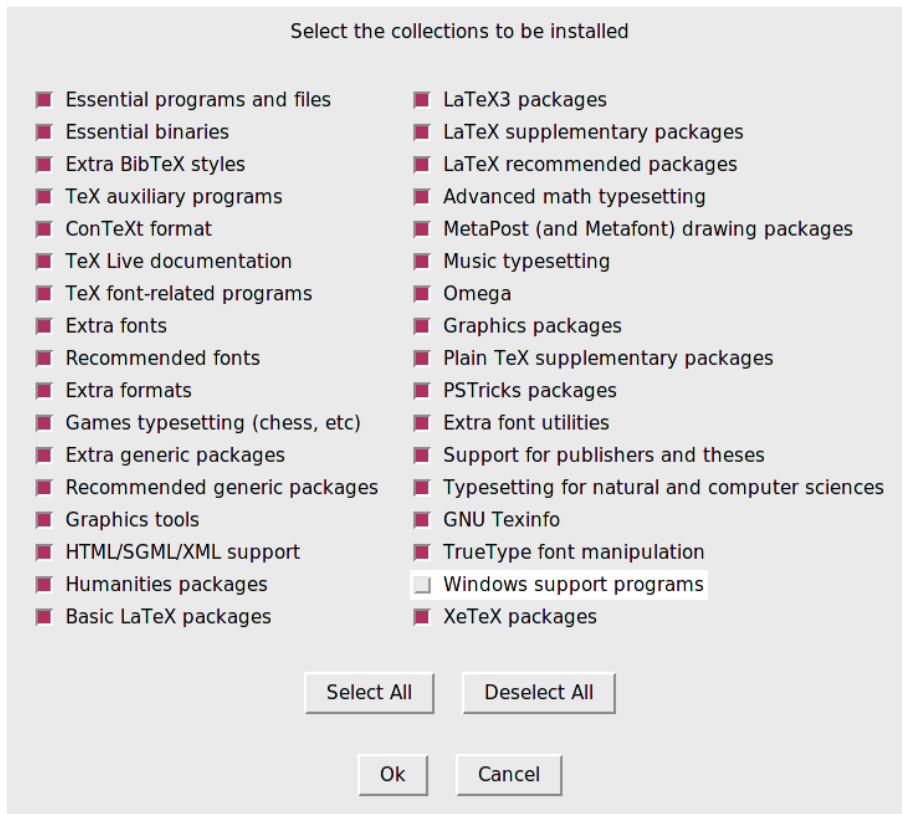 Select the collections to be installed
Essential programs and files
Essential binaries
Extra BibTeX styles
TeX auxiliary programs
ConTeXt format
TeX Live documentation
TeX font-related programs
Extra fonts
Recommended fonts
Extra formats
Games typesetting (chess, etc)
Extra generic packages
Recommended generic packages
Graphics tools
HTML/SGML/XML support
Humanities packages
Basic LaTeX packages
LaTeX3 packages
LaTeX supplementary packages
LaTeX recommended packages
Advanced math typesetting
MetaPost (and Metafont) drawing packages
Music typesetting
Omega
Graphics packages
Plain TeX supplementary packages
PSTricks packages
Extra font utilities
Support for publishers and theses
Typesetting for natural and computer sciences
GNU Texinfo
TrueType font manipulation
Windows support programs
XeTeX packages
Select All
Deselect All
Ok
Cancel